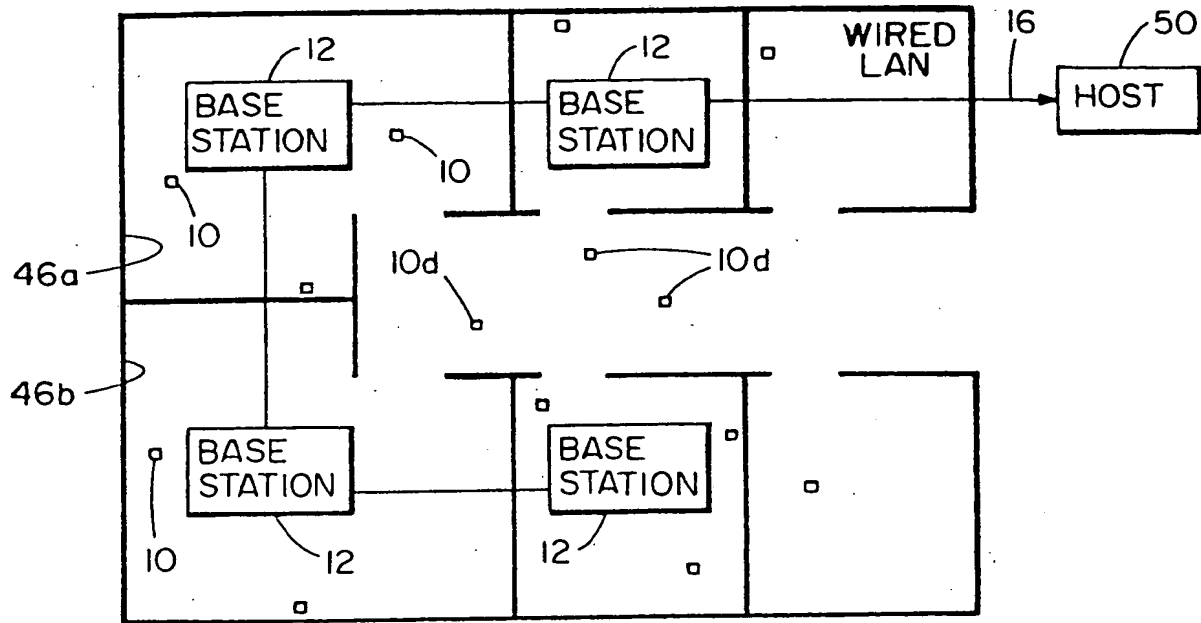 12
12
WIRED
LAN
16
50
BASE
STATION
BASE
STATION
HOST
10
10
46a
10d
10d
46b
BASE
STATION
BASE
STATION
10
12
12